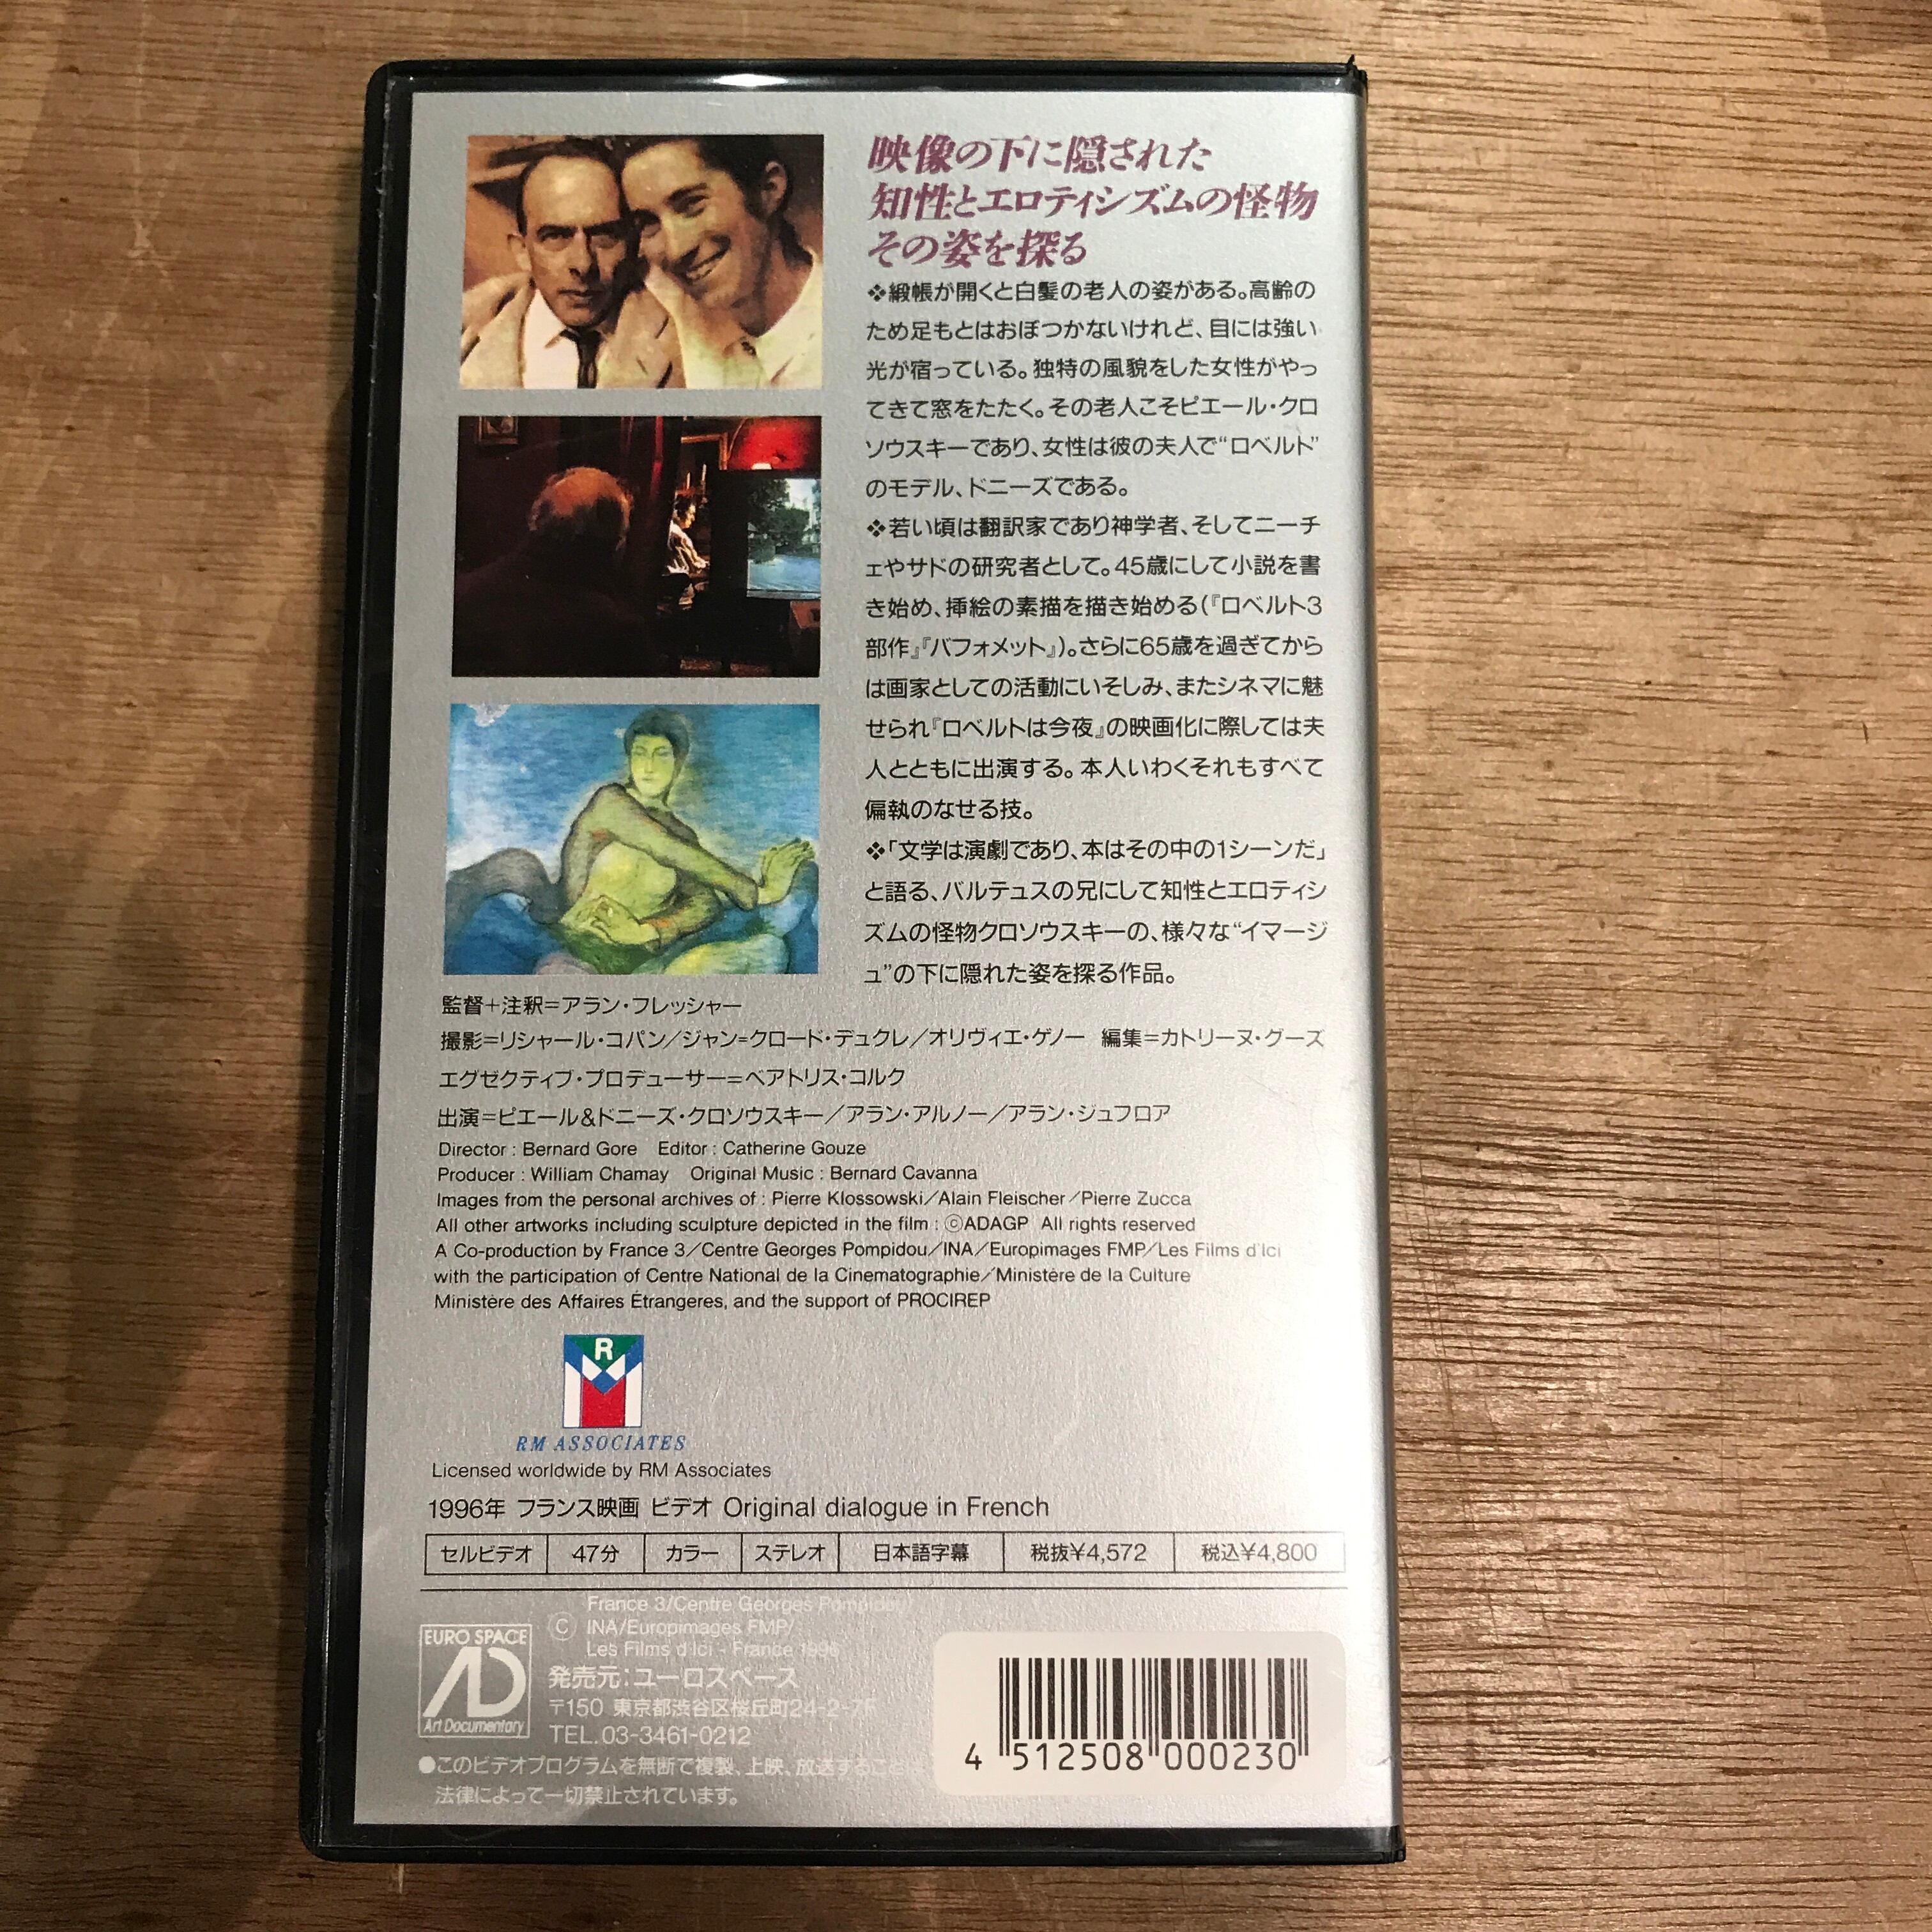 映像の下に隠された
知性とエロティシズムの怪物
その姿を探る
❖緞帳が開くと白髪の老人の姿がある。高齢の
ため足もとはおぼつかないけれど、目には強い
光が宿っている。独特の風貌をした女性がやっ
てきて窓をたたく。その老人こそピエール・クロ
ソウスキーであり、女性は彼の夫人で“ロベルト”
のモデル、ドニーズである。
❖若い頃は翻訳家であり神学者、そしてニーチ
ェやサドの研究者として。45歳にして小説を書
き始め、挿絵の素描を描き始める(『ロベルト3
部作』『バフォメット』)。さらに65歳を過ぎてから
は画家としての活動にいそしみ、またシネマに魅
せられ『ロベルトは今夜』の映画化に際しては夫
人とともに出演する。本人いわくそれもすべて
偏執のなせる技。
❖「文学は演劇であり、本はその中の1シーンだ」
と語る、バルテュスの兄にして知性とエロティシ
ズムの怪物クロソウスキーの、様々な“イマージ
ュ”の下に隠れた姿を探る作品。
監督+注釈=アラン・フレッシャー
撮影=リシャール・コパン/ジャン=クロード・デュクレ/オリヴィエ・ゲノー 編集=カトリーヌ・グーズ
エグゼクティブ・プロデューサー=ベアトリス・コルク
出演=ピエール&ドニーズ・クロソウスキー/アラン・アルノー/アラン・ジュフロア
Director : Bernard Gore Editor : Catherine Gouze
Producer : William Chamay Original Music : Bernard Cavanna
Images from the personal archives of : Pierre Klossowski/Alain Fleischer/Pierre Zucca
All other artworks including sculpture depicted in the film : ©ADAGP All rights reserved
A Co-production by France 3/Centre Georges Pompidou/INA/Europimages FMP/Les Films d'Ici
with the participation of Centre National de la Cinematographie/Ministère de la Culture
Ministère des Affaires Étrangeres, and the support of PROCIREP
R
RM ASSOCIATES
Licensed worldwide by RM Associates
1996年 フランス映画 ビデオ Original dialogue in French
セルビデオ 47分 カラー ステレオ 日本語字幕 税抜¥4,572 税込¥4,800
France 3/Centre Georges Pompidou/
© INA/Europimages FMP/
Les Films d'Ici - France 1996
EURO SPACE
AD
Art Documentary
発売元:ユーロスペース
〒150 東京都渋谷区桜丘町24-2-7F
TEL.03-3461-0212
●このビデオプログラムを無断で複製、上映、放送することは
法律によって一切禁止されています。
4 512508 000230